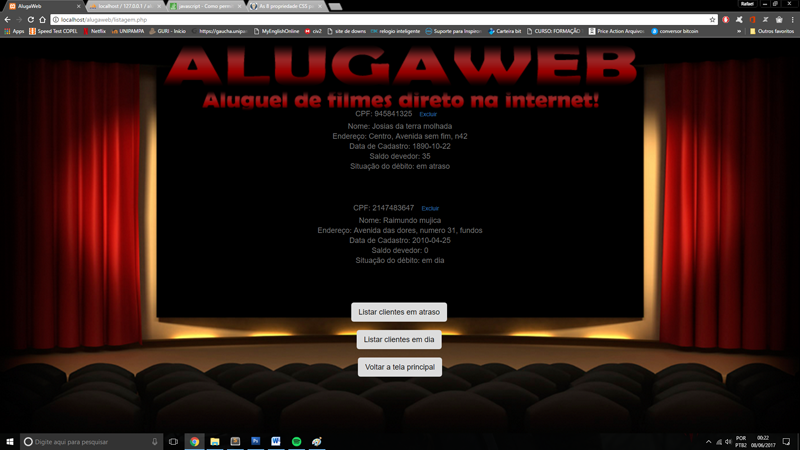 AlugaWeb
localhost / 127.0.0.1 / al
javascript - Como perm
As 8 propriedade CSS p
Rafael
localhost/alugaweb/listagem.php
Apps
Speed Test COPEL
Netflix
UNIPAMPA
GURI - Início
https://gaucha.unipa
MyEnglishOnline
civ2
site de downs
relogio inteligente
Suporte para Inspiro
Carteira bit
CURSO: FORMAÇÃO
Price Action Arquivos
conversor bitcoin
»
Outros favoritos
ALUGAWEB
Aluguel de filmes direto na internet!
CPF: 945841325 Excluir
Nome: Josias da terra molhada
Endereço: Centro, Avenida sem fim, n42
Data de Cadastro: 1890-10-22
Saldo devedor: 35
Situação do débito: em atraso
CPF: 2147483647 Excluir
Nome: Raimundo mujica
Endereço: Avenida das dores, numero 31, fundos
Data de Cadastro: 2010-04-25
Saldo devedor: 0
Situação do débito: em dia
Listar clientes em atraso
Listar clientes em dia
Voltar a tela principal
Digite aqui para pesquisar
POR
PTB2
00:22
08/06/2017